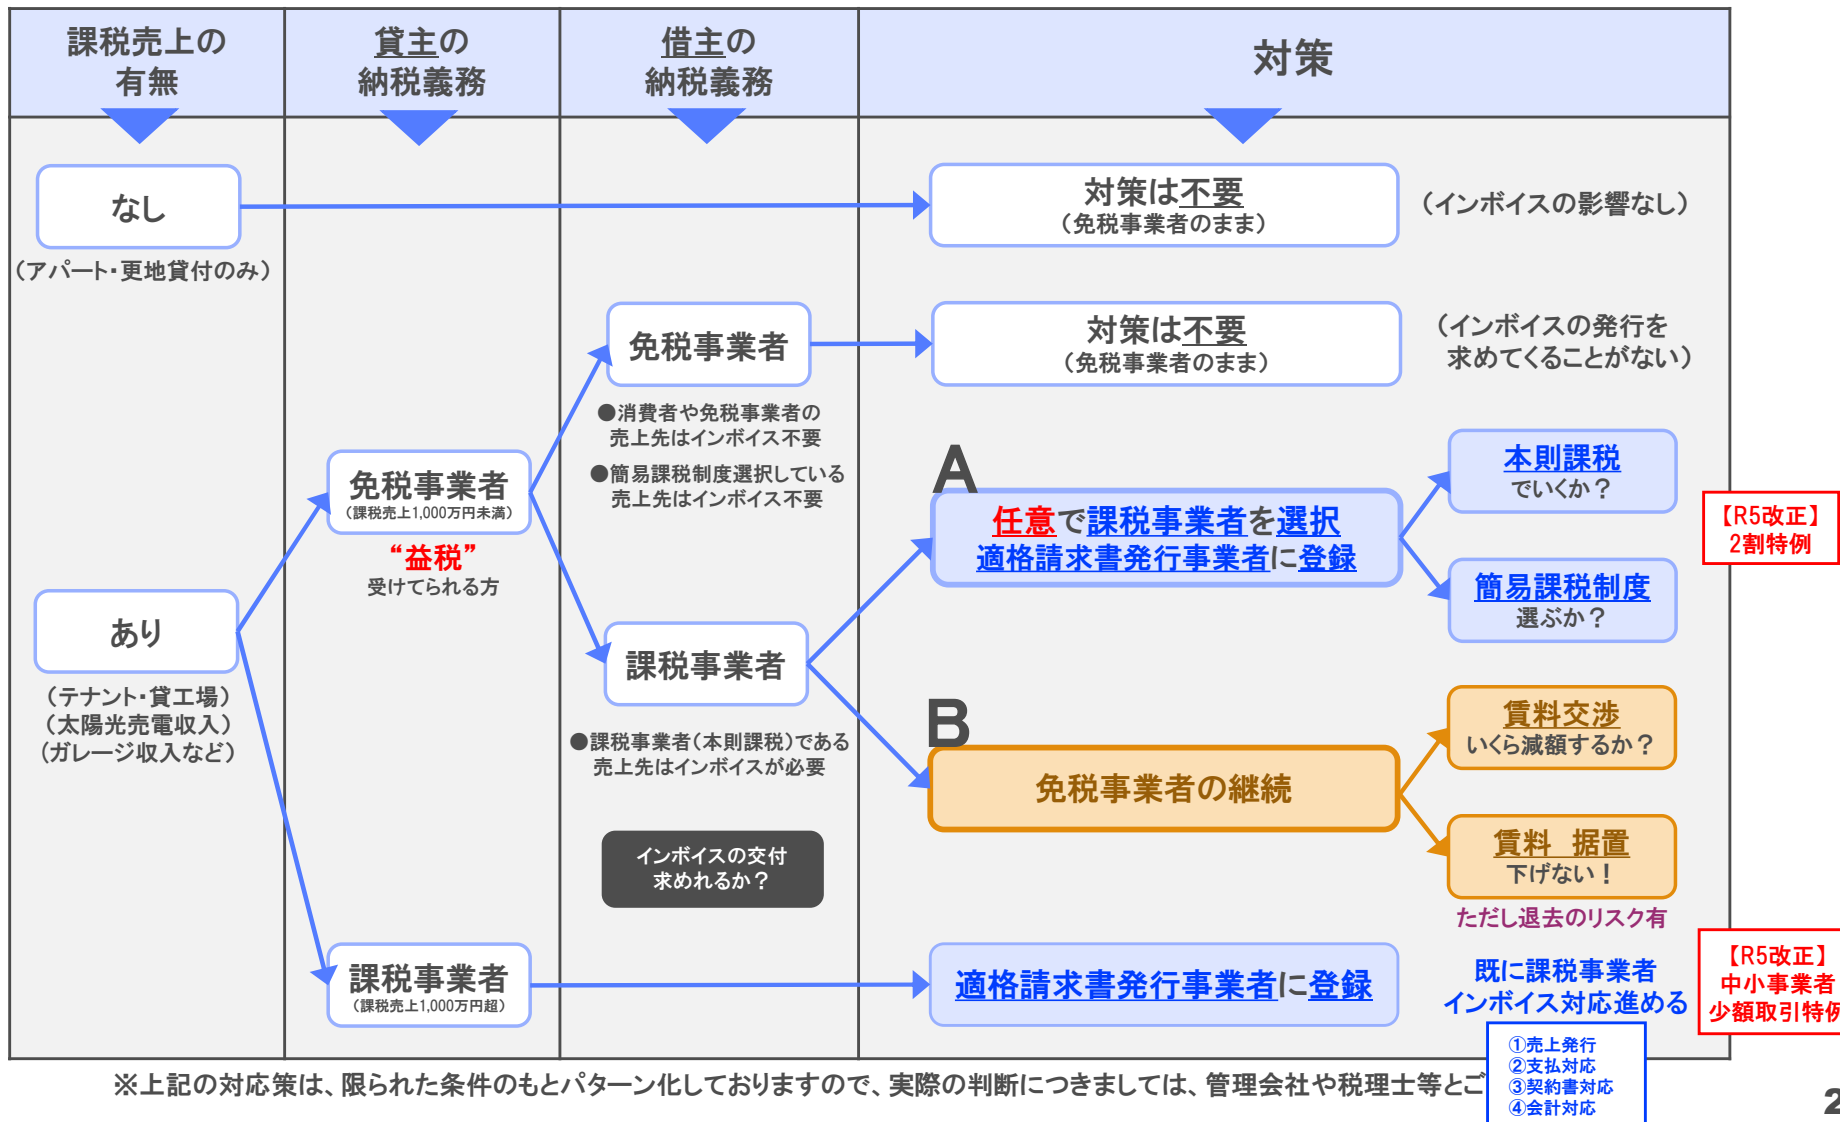 課税売上の
有無
貸主の
納税義務
借主の
納税義務
対策
なし
（アパート・更地貸付のみ）
対策は不要
（免税事業者のまま）
（インボイスの影響なし）
免税事業者
●消費者や免税事業者の
売上先はインボイス不要
●簡易課税制度選択している
売上先はインボイス不要
対策は不要
（免税事業者のまま）
（インボイスの発行を
求めてくることがない）
あり
（テナント・貸工場）
（太陽光売電収入）
（ガレージ収入など）
免税事業者
（課税売上1,000万円未満）
“益税”
受けてられる方
課税事業者
●課税事業者（本則課税）である
売上先はインボイスが必要
インボイスの交付
求めれるか？
A
任意で課税事業者を選択
適格請求書発行事業者に登録
本則課税
でいくか？
簡易課税制度
選ぶか？
【R5改正】
2割特例
B
免税事業者の継続
賃料交渉
いくら減額するか？
賃料　据置
下げない！
ただし退去のリスク有
課税事業者
（課税売上1,000万円超）
適格請求書発行事業者に登録
既に課税事業者
インボイス対応進める
【R5改正】
中小事業者
少額取引特例
①売上発行
②支払対応
③契約書対応
④会計対応
※上記の対応策は、限られた条件のもとパターン化しておりますので、実際の判断につきましては、管理会社や税理士等とご
2